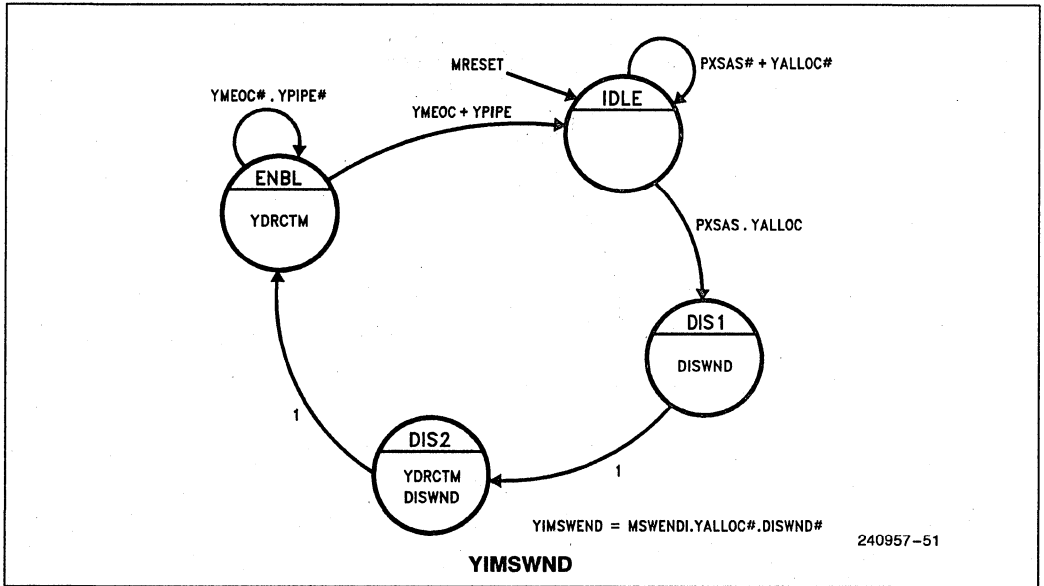 MRESET
PXSAS# + YALLOC#
IDLE
YMEOC# . YPIPE#
YMEOC + YPIPE
ENBL
YDRCTM
PXSAS . YALLOC
DIS1
DISWND
1
DIS2
YDRCTM
DISWND
1
YIMSWEND = MSWENDI.YALLOC#.DISWND#
240957-51
YIMSWND